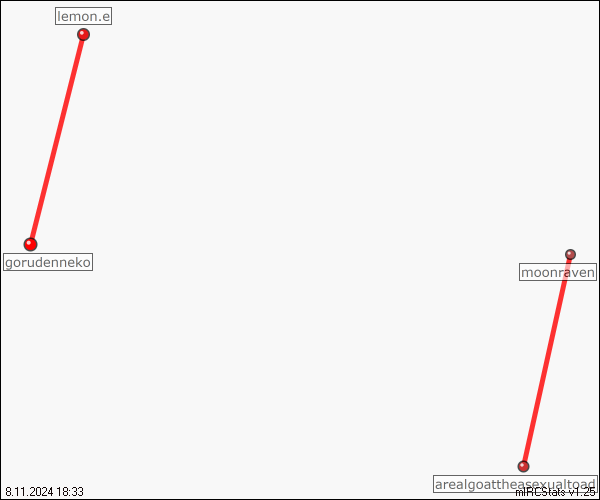 lemon.e
gorudenneko
moonraven
arealgoattheasexualtoad
8.11.2024 18:33
mIRCStats v1.25